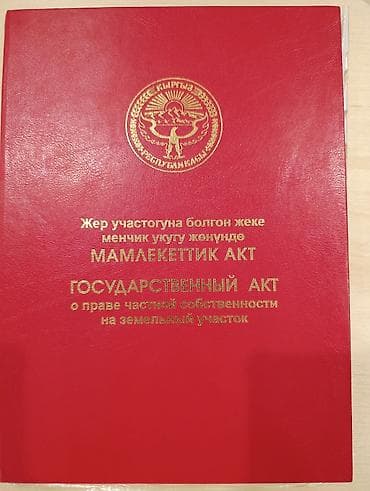 КЫРГЫЗ
РЕСПУБЛИКАСЫ
Жер участогуна болгон жеке
менчик укугу жөнүндө
МАМЛЕКЕТТИК АКТ
ГОСУДАРСТВЕННЫЙ АКТ
о праве частной собственности
на земельный участок